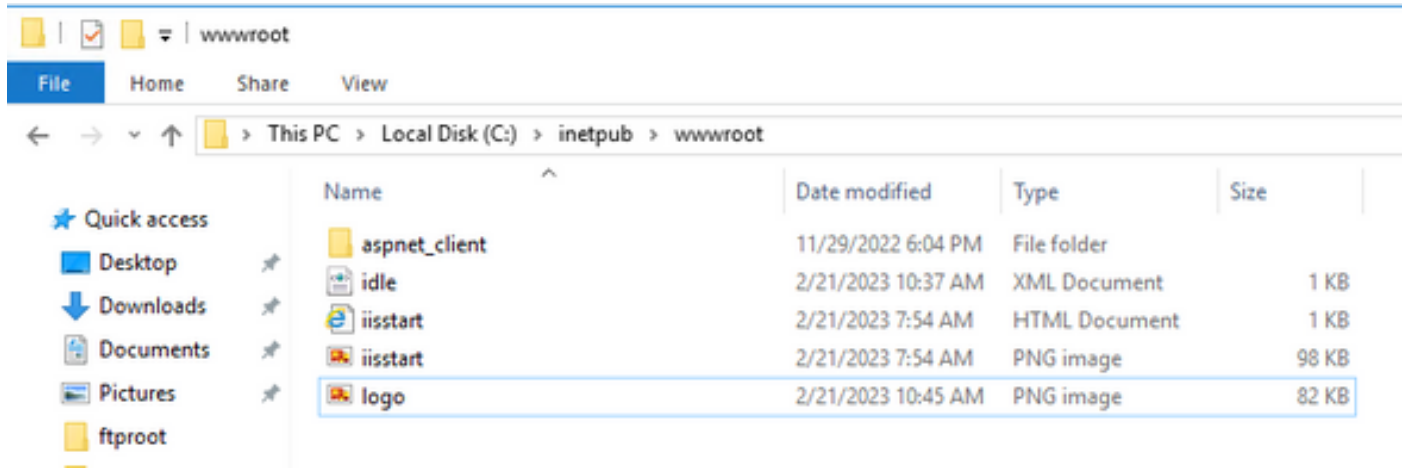 wwwroot
File Home Share View
This PC > Local Disk (C:) > inetpub > wwwroot
Name Date modified Type Size
Quick access
aspnet_client 11/29/2022 6:04 PM File folder
Desktop
idle 2/21/2023 10:37 AM XML Document 1 KB
Downloads
iisstart 2/21/2023 7:54 AM HTML Document 1 KB
Documents
iisstart 2/21/2023 7:54 AM PNG image 98 KB
Pictures
logo 2/21/2023 10:45 AM PNG image 82 KB
ftproot